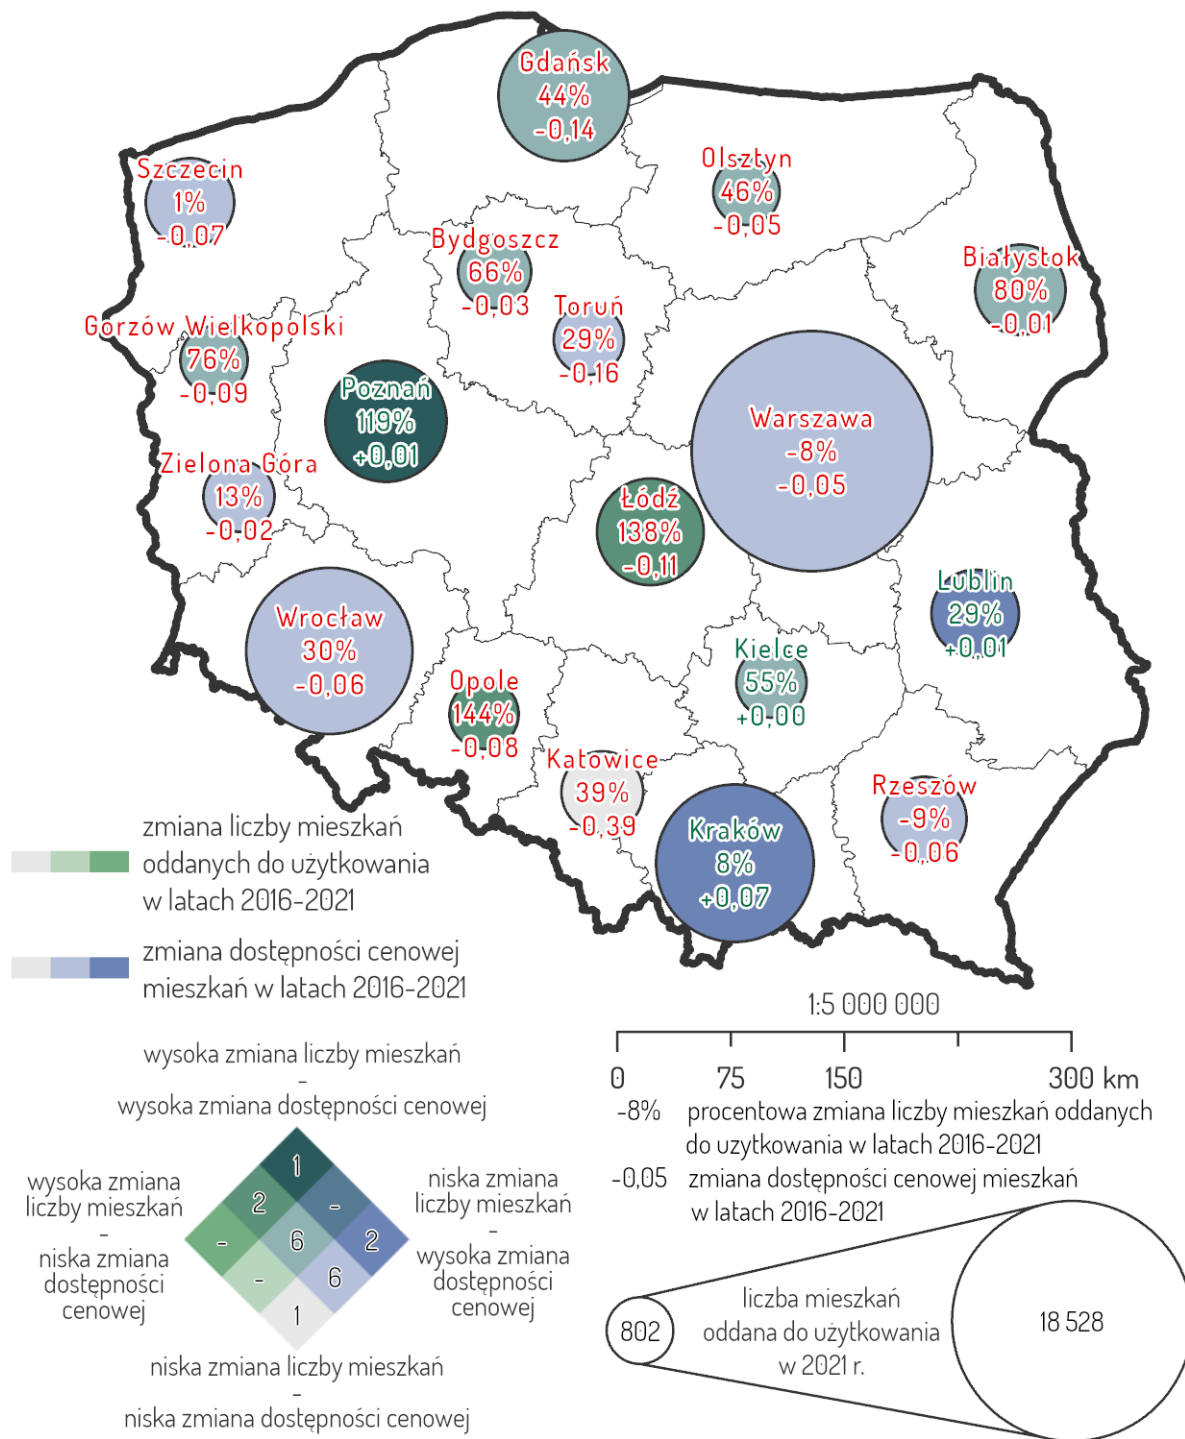 Gdańsk
44%
-0,14
Szczecin
1%
-0,07
Olsztyn
46%
-0,05
Bydgoszcz
66%
-0,03
Białystok
80%
-0,01
Toruń
29%
-0,16
Gorzów Wielkopolski
76%
-0,09
Poznań
119%
+0,01
Warszawa
-8%
-0,05
Zielona Góra
13%
-0,02
Łódź
138%
-0,11
Lublin
29%
+0,01
Wrocław
30%
-0,06
Kielce
55%
+0,00
Opole
144%
-0,08
Katowice
39%
-0,39
Rzeszów
-9%
-0,06
Kraków
8%
+0,07
zmiana liczby mieszkań
oddanych do użytkowania
w latach 2016-2021
zmiana dostępności cenowej
mieszkań w latach 2016-2021
wysoka zmiana liczby mieszkań
-
wysoka zmiana dostępności cenowej
wysoka zmiana
liczby mieszkań
-
niska zmiana
dostępności
cenowej
1
2
-
-
6
2
-
6
1
niska zmiana
liczby mieszkań
-
wysoka zmiana
dostępności
cenowej
niska zmiana liczby mieszkań
-
niska zmiana dostępności cenowej
1:5 000 000
0 75 150 300 km
-8% procentowa zmiana liczby mieszkań oddanych
do uzytkowania w latach 2016-2021
-0,05 zmiana dostępności cenowej mieszkań
w latach 2016-2021
802
liczba mieszkań
oddana do użytkowania
w 2021 r.
18 528